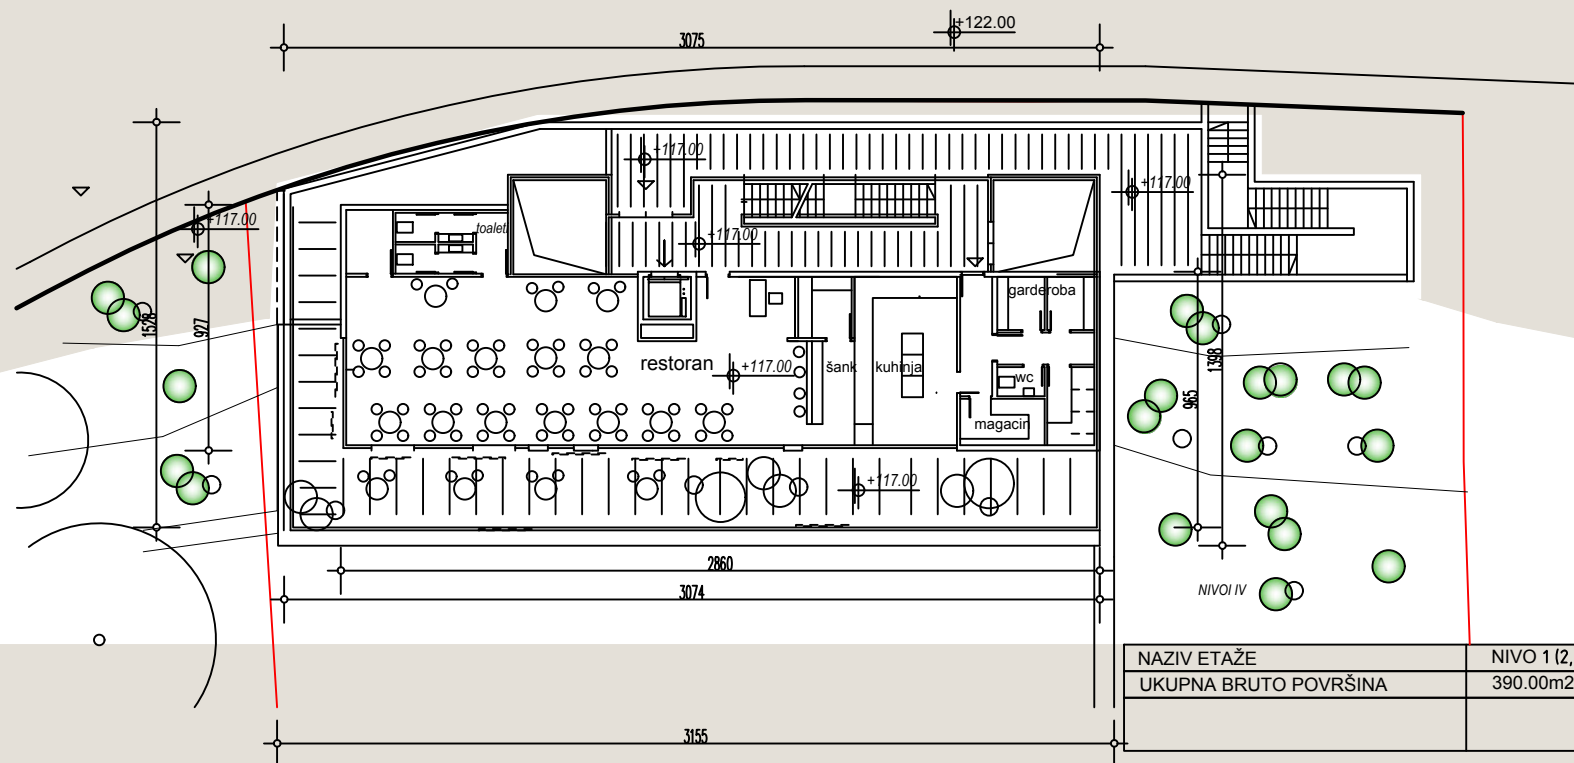 +122.00
3075
+117.00
+117.00
+117.00
toalet
+117.00
garderoba
1528
927
restoran
+117.00
šank
kuhinja
wc
1398
965
magacin
+117.00
2860
3074
NIVOI IV
NAZIV ETAŽE
NIVO 1 (2,
UKUPNA BRUTO POVRŠINA
390.00m2
3155